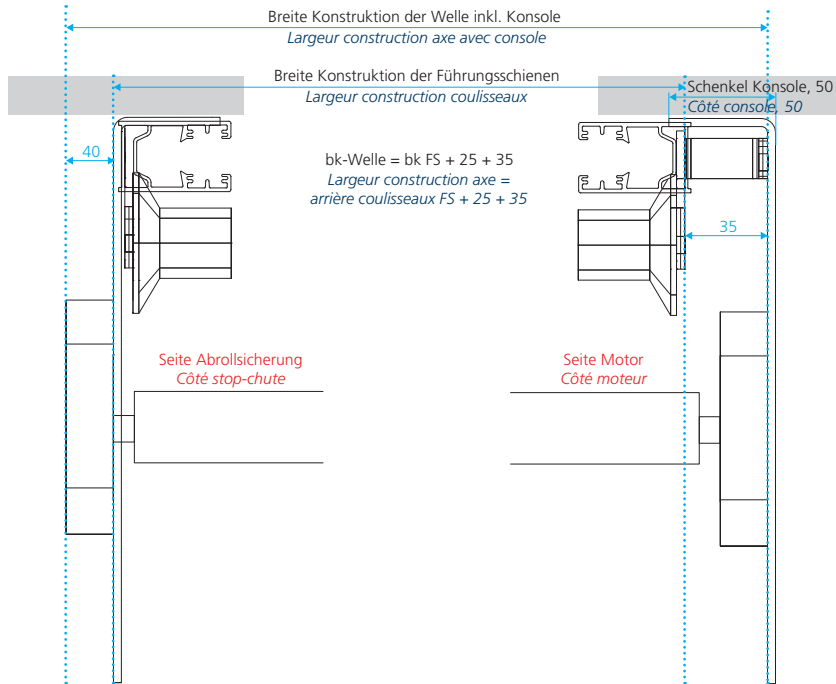 Breite Konstruktion der Welle inkl. Konsole
Largeur construction axe avec console
Breite Konstruktion der Führungsschienen
Largeur construction coulisseaux
Schenkel Konsole, 50
Côté console, 50
40
bk-Welle = bk FS + 25 + 35
Largeur construction axe =
arrière coulisseaux FS + 25 + 35
35
Seite Abrollsicherung
Côté stop-chute
Seite Motor
Côté moteur